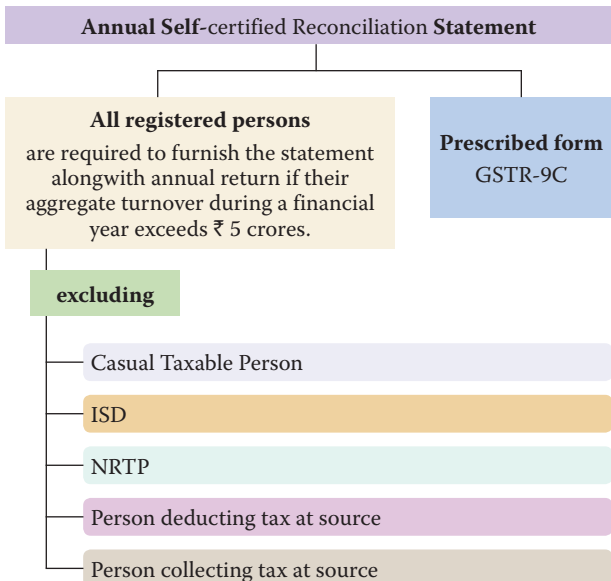 Annual Self-certified Reconciliation Statement
All registered persons
are required to furnish the statement
alongwith annual return if their
aggregate turnover during a financial
year exceeds ₹ 5 crores.
Prescribed form
GSTR-9C
excluding
Casual Taxable Person
ISD
NRTP
Person deducting tax at source
Person collecting tax at source